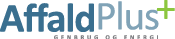 AffaldPlus+
GENBRUG OG ENERGI